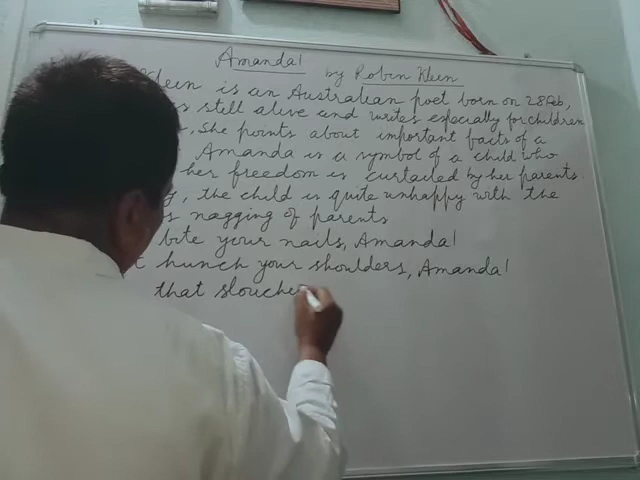 Amanda!
by Robin Kleen
Kleen is an Australian poet born on 28 Feb,
still alive and writes especially for children
She points about important facts of a
Amanda is a symbol of a child who
her freedom is curtailed by her parents.
, the child is quite unhappy with the
nagging of parents
bite your nails, Amanda!
hunch your shoulders, Amanda!
that slouche